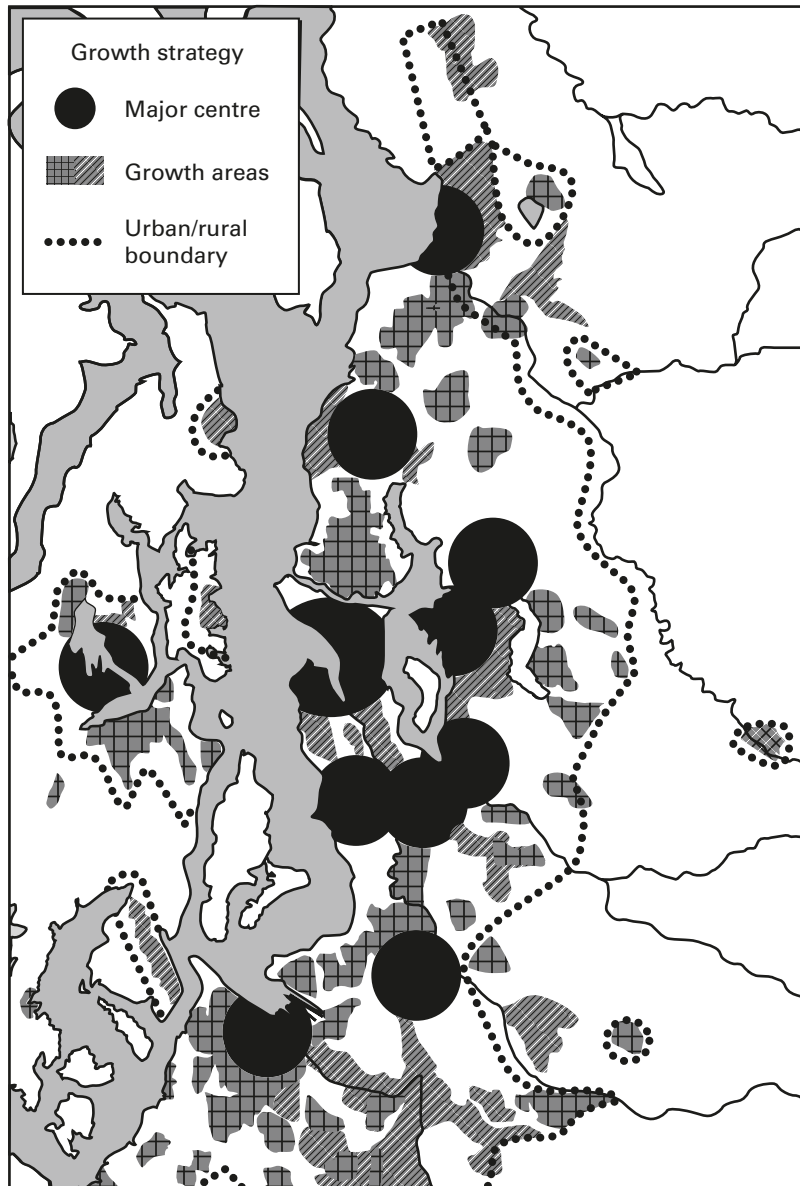 Growth strategy
Major centre
Growth areas
Urban/rural
boundary